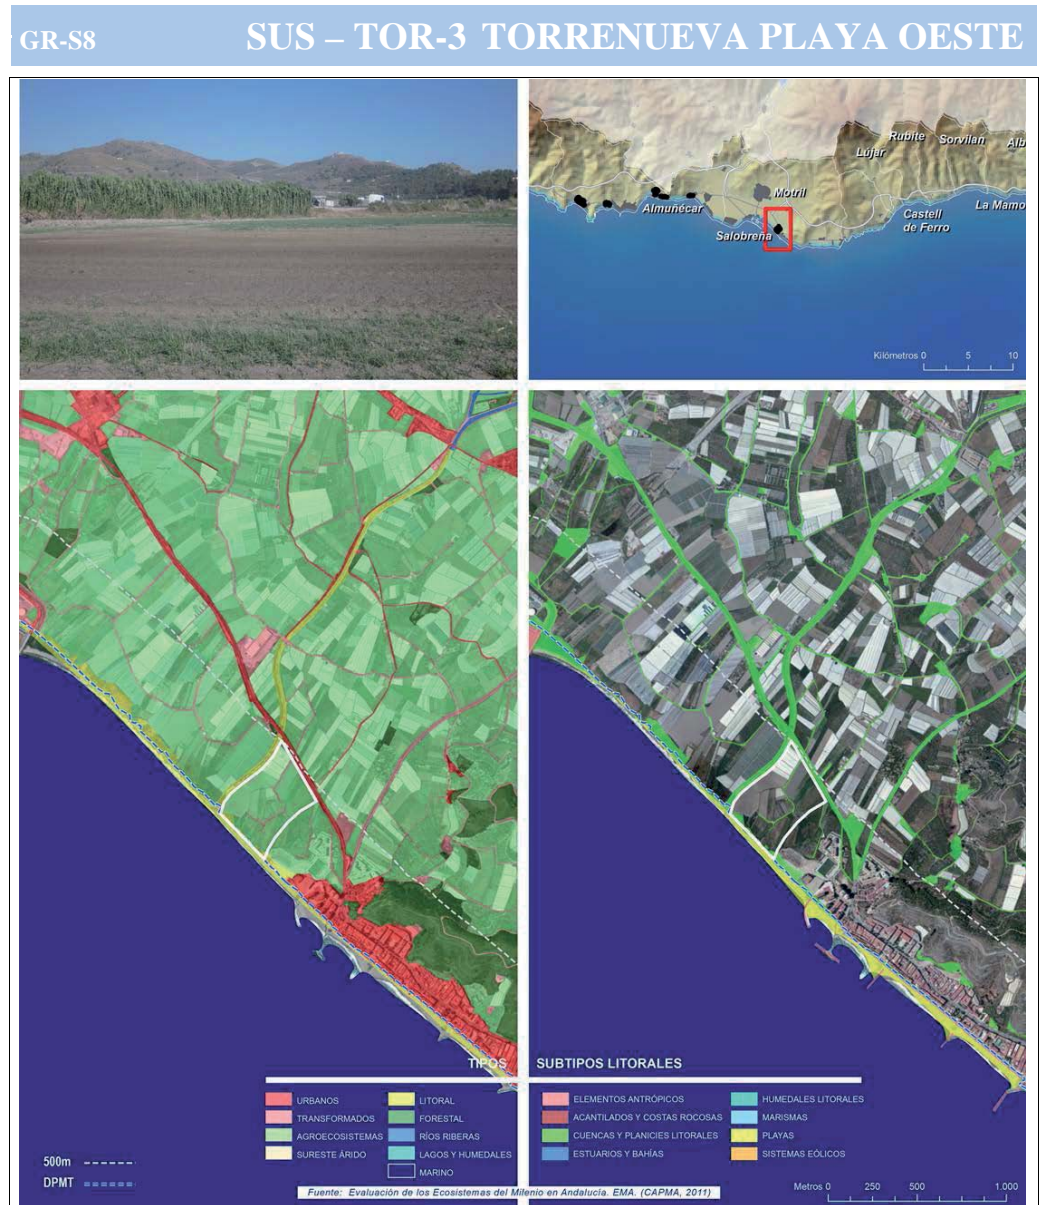 GR-S8
SUS – TOR-3 TORRENUEVA PLAYA OESTE
Rubite
Sorvilan
Alb
Lújar
Motril
La Mamo
Almuñécar
Castell
de Ferro
Salobreña
Kilómetros 0 5 10
TIPOS
URBANOS
TRANSFORMADOS
AGROECOSISTEMAS
SURESTE ÁRIDO
LITORAL
FORESTAL
RÍOS RIBERAS
LAGOS Y HUMEDALES
MARINO
SUBTIPOS LITORALES
ELEMENTOS ANTRÓPICOS
ACANTILADOS Y COSTAS ROCOSAS
CUENCAS Y PLANICIES LITORALES
ESTUARIOS Y BAHÍAS
HUMEDALES LITORALES
MARISMAS
PLAYAS
SISTEMAS EÓLICOS
500m
DPMT
Fuente: Evaluación de los Ecosistemas del Milenio en Andalucía. EMA. (CAPMA, 2011)
Metros 0 250 500 1.000